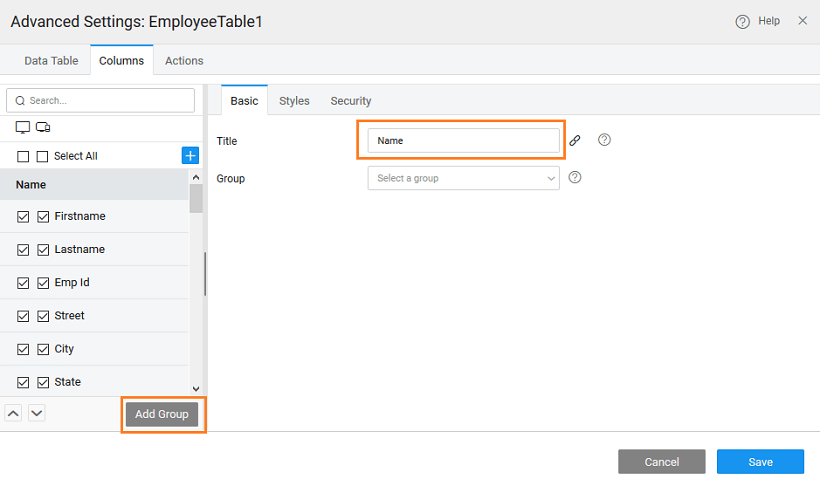 Advanced Settings: EmployeeTable1
Help
Data Table
Columns
Actions
Search...
Select All
Name
Firstname
Lastname
Emp Id
Street
City
State
Add Group
Basic
Styles
Security
Title
Name
Group
Select a group
Cancel
Save